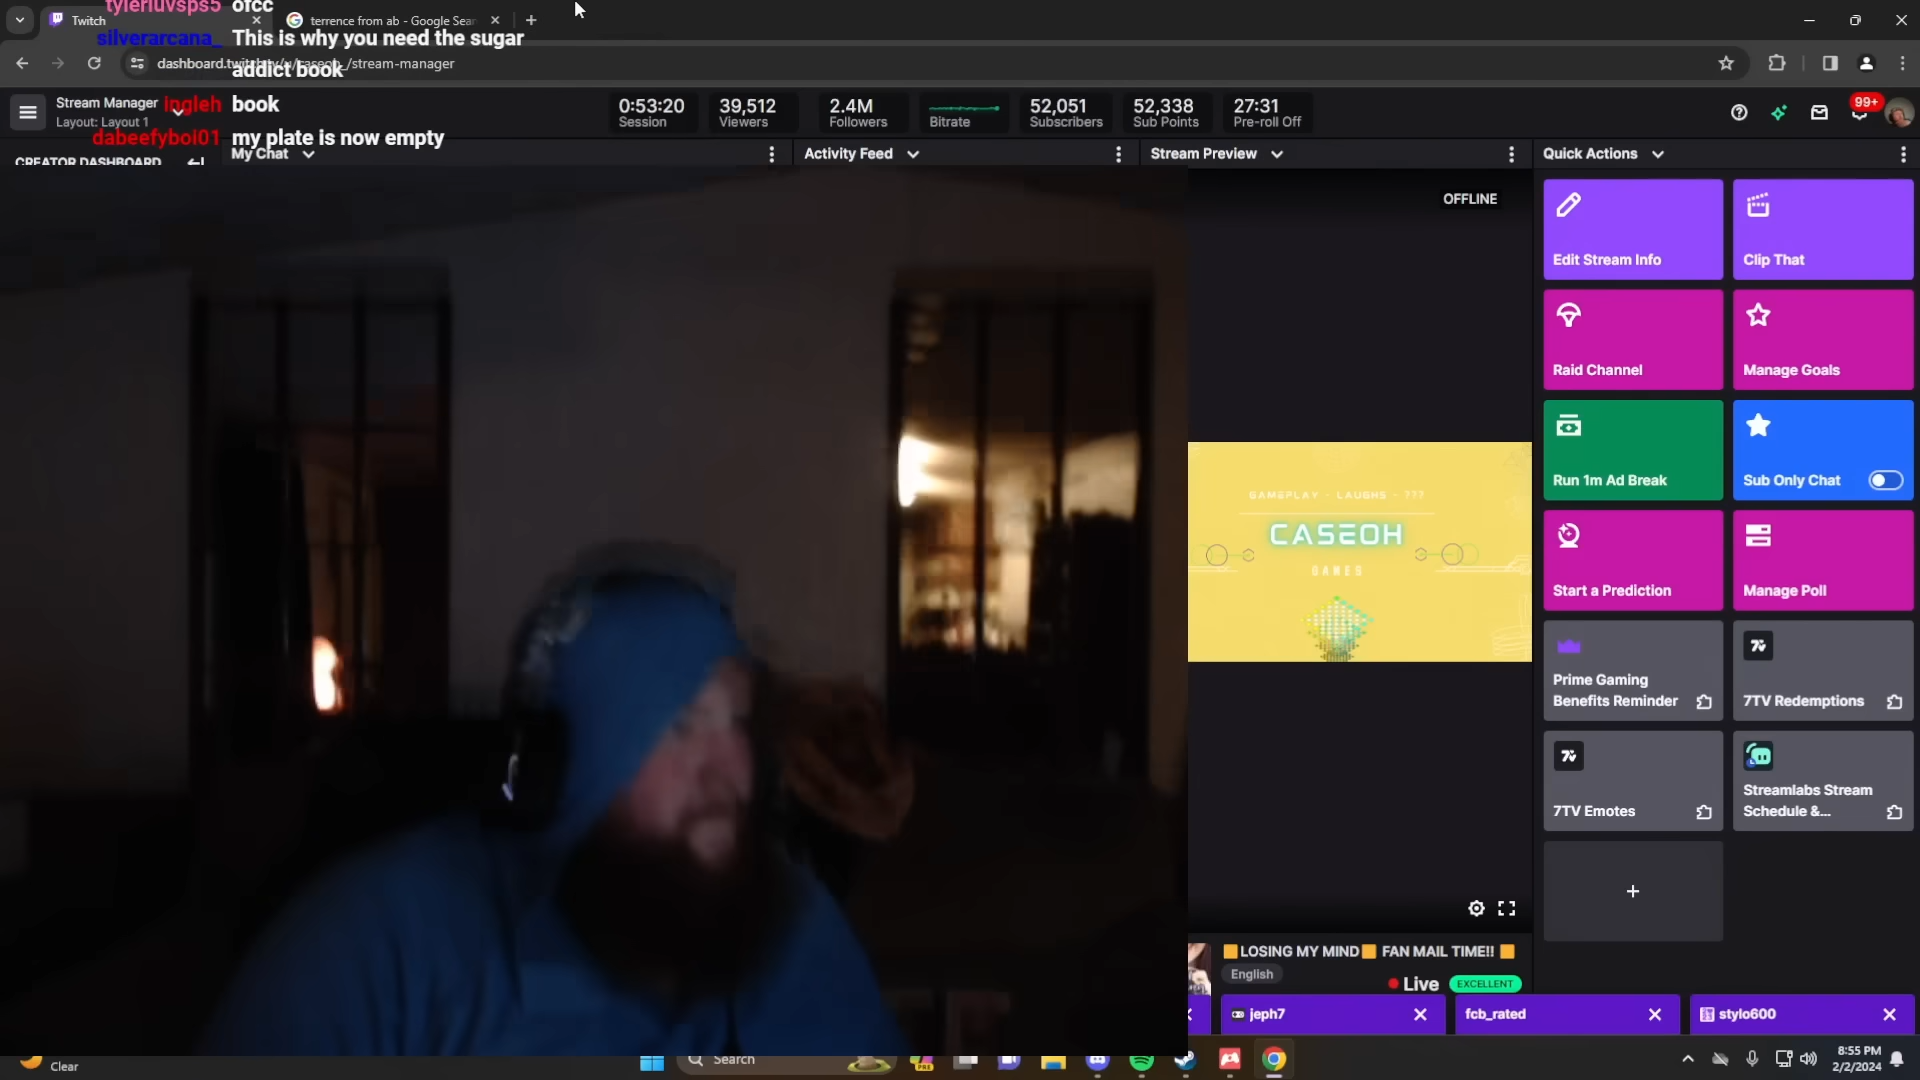 tyleriuvsps5 ofcc
Twitch
terrence from ab - Google Sear
silverarcana_ This is why you need the sugar
addict book
/stream-manager
Stream Manager
Layout: Layout 1
ingleh book
dabeefyboi01 my plate is now empty
0:53:20
Session
39,512
Viewers
2.4M
Followers
Bitrate
52,051
Subscribers
52,338
Sub Points
27:31
Pre-roll Off
99+
CREATOR DASHBOARD
My Chat
Activity Feed
Stream Preview
Quick Actions
OFFLINE
Edit Stream Info
Clip That
Raid Channel
Manage Goals
Run 1m Ad Break
Sub Only Chat
Start a Prediction
Manage Poll
Prime Gaming
Benefits Reminder
7TV Redemptions
7TV Emotes
Streamlabs Stream
Schedule &...
GAMEPLAY - LAUGHS - ???
CASEOH
GAMES
LOSING MY MIND FAN MAIL TIME!!
English
Live
EXCELLENT
jeph7
fcb_rated
stylo600
Clear
Search
PRE
8:55 PM
2/2/2024